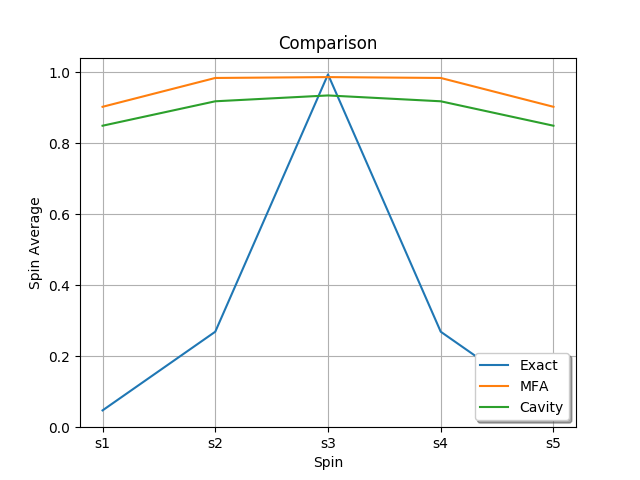 Comparison
1.0
0.8
0.6
0.4
0.2
0.0
Spin Average
s1 s2 s3 s4 s5
Spin
Exact
MFA
Cavity